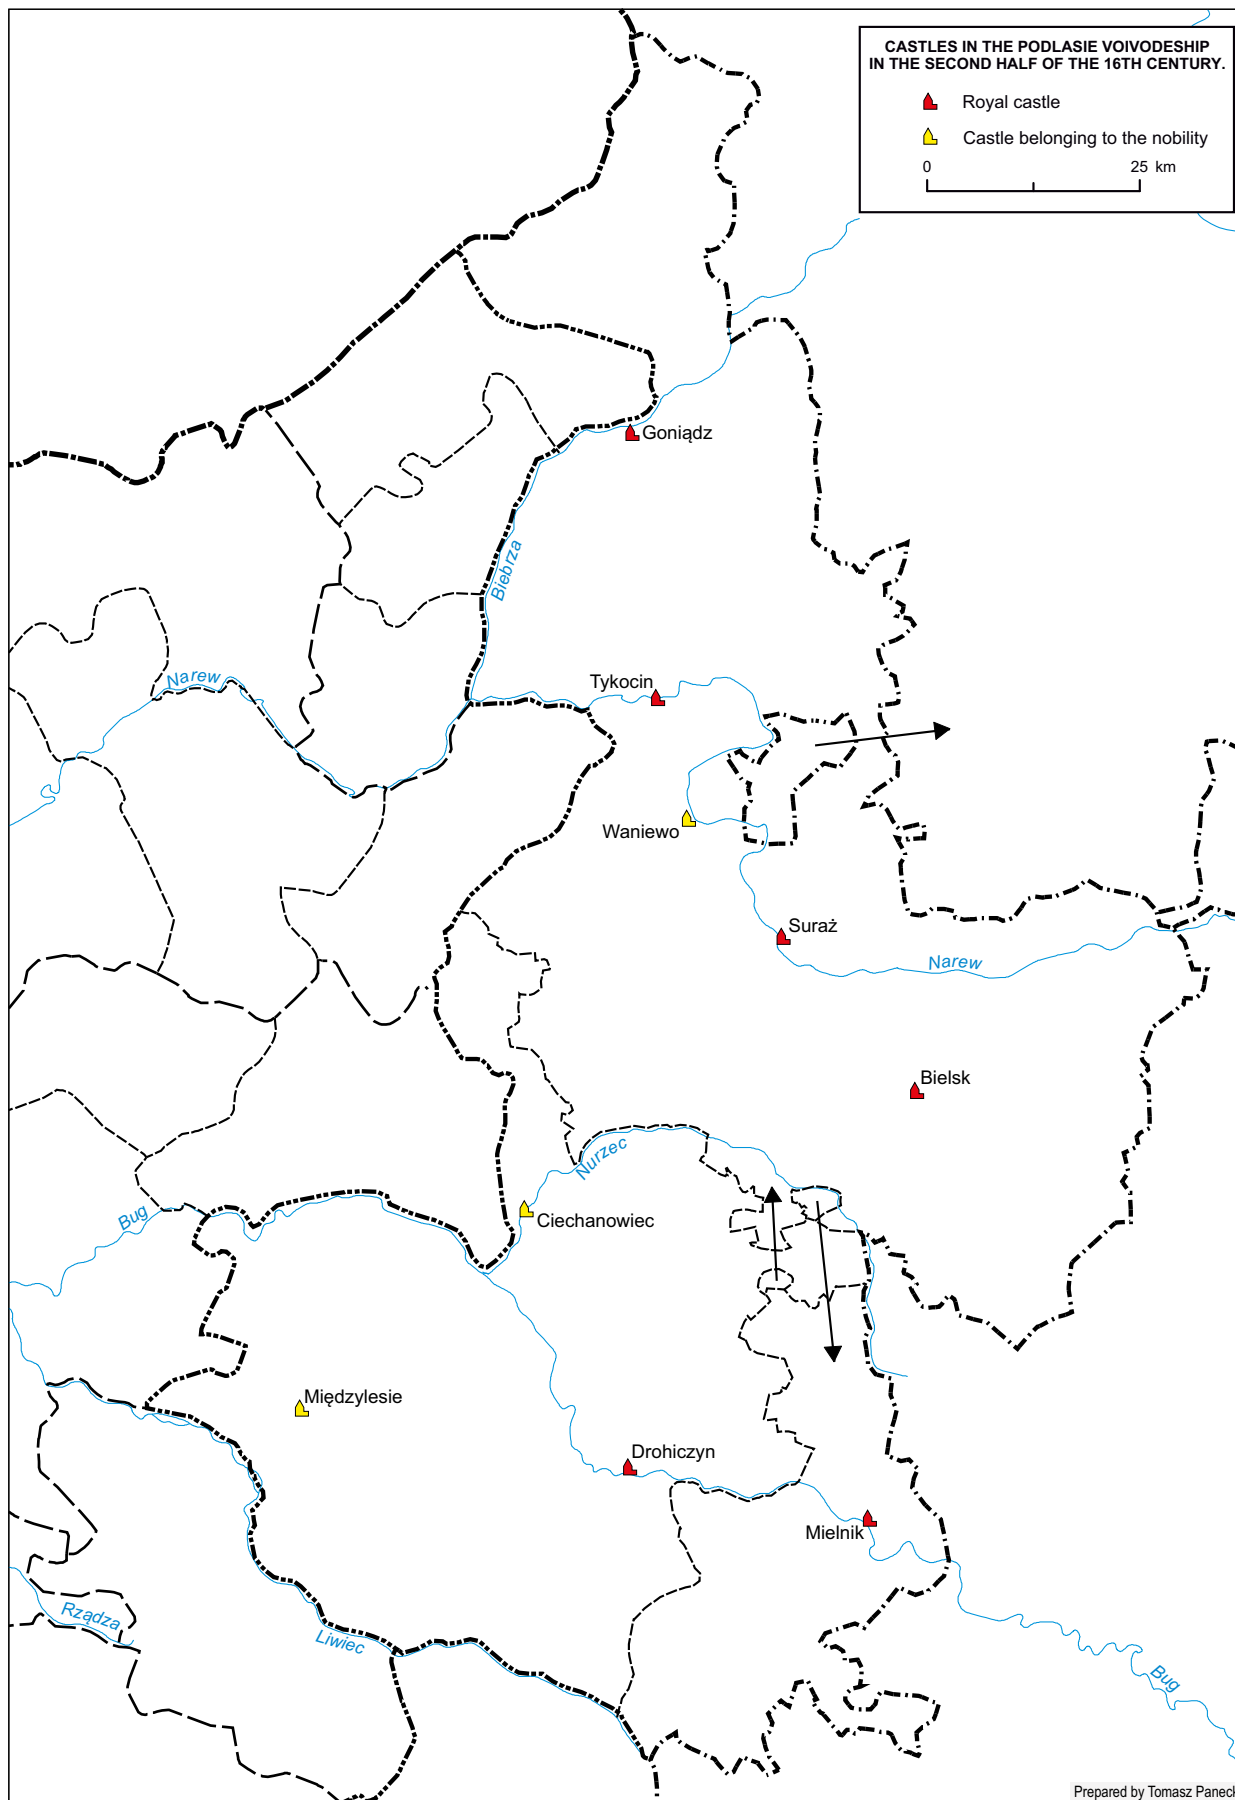 CASTLES IN THE PODLASIE VOIVODESHIP
IN THE SECOND HALF OF THE 16TH CENTURY.
Royal castle
Castle belonging to the nobility
0 25 km
Goniądz
Biebrza
Narew
Tykocin
Waniewo
Suraż
Narew
Bielsk
Nurzec
Bug
Ciechanowiec
Międzylesie
Drohiczyn
Mielnik
Rządza
Liwiec
Bug
Prepared by Tomasz Paneck